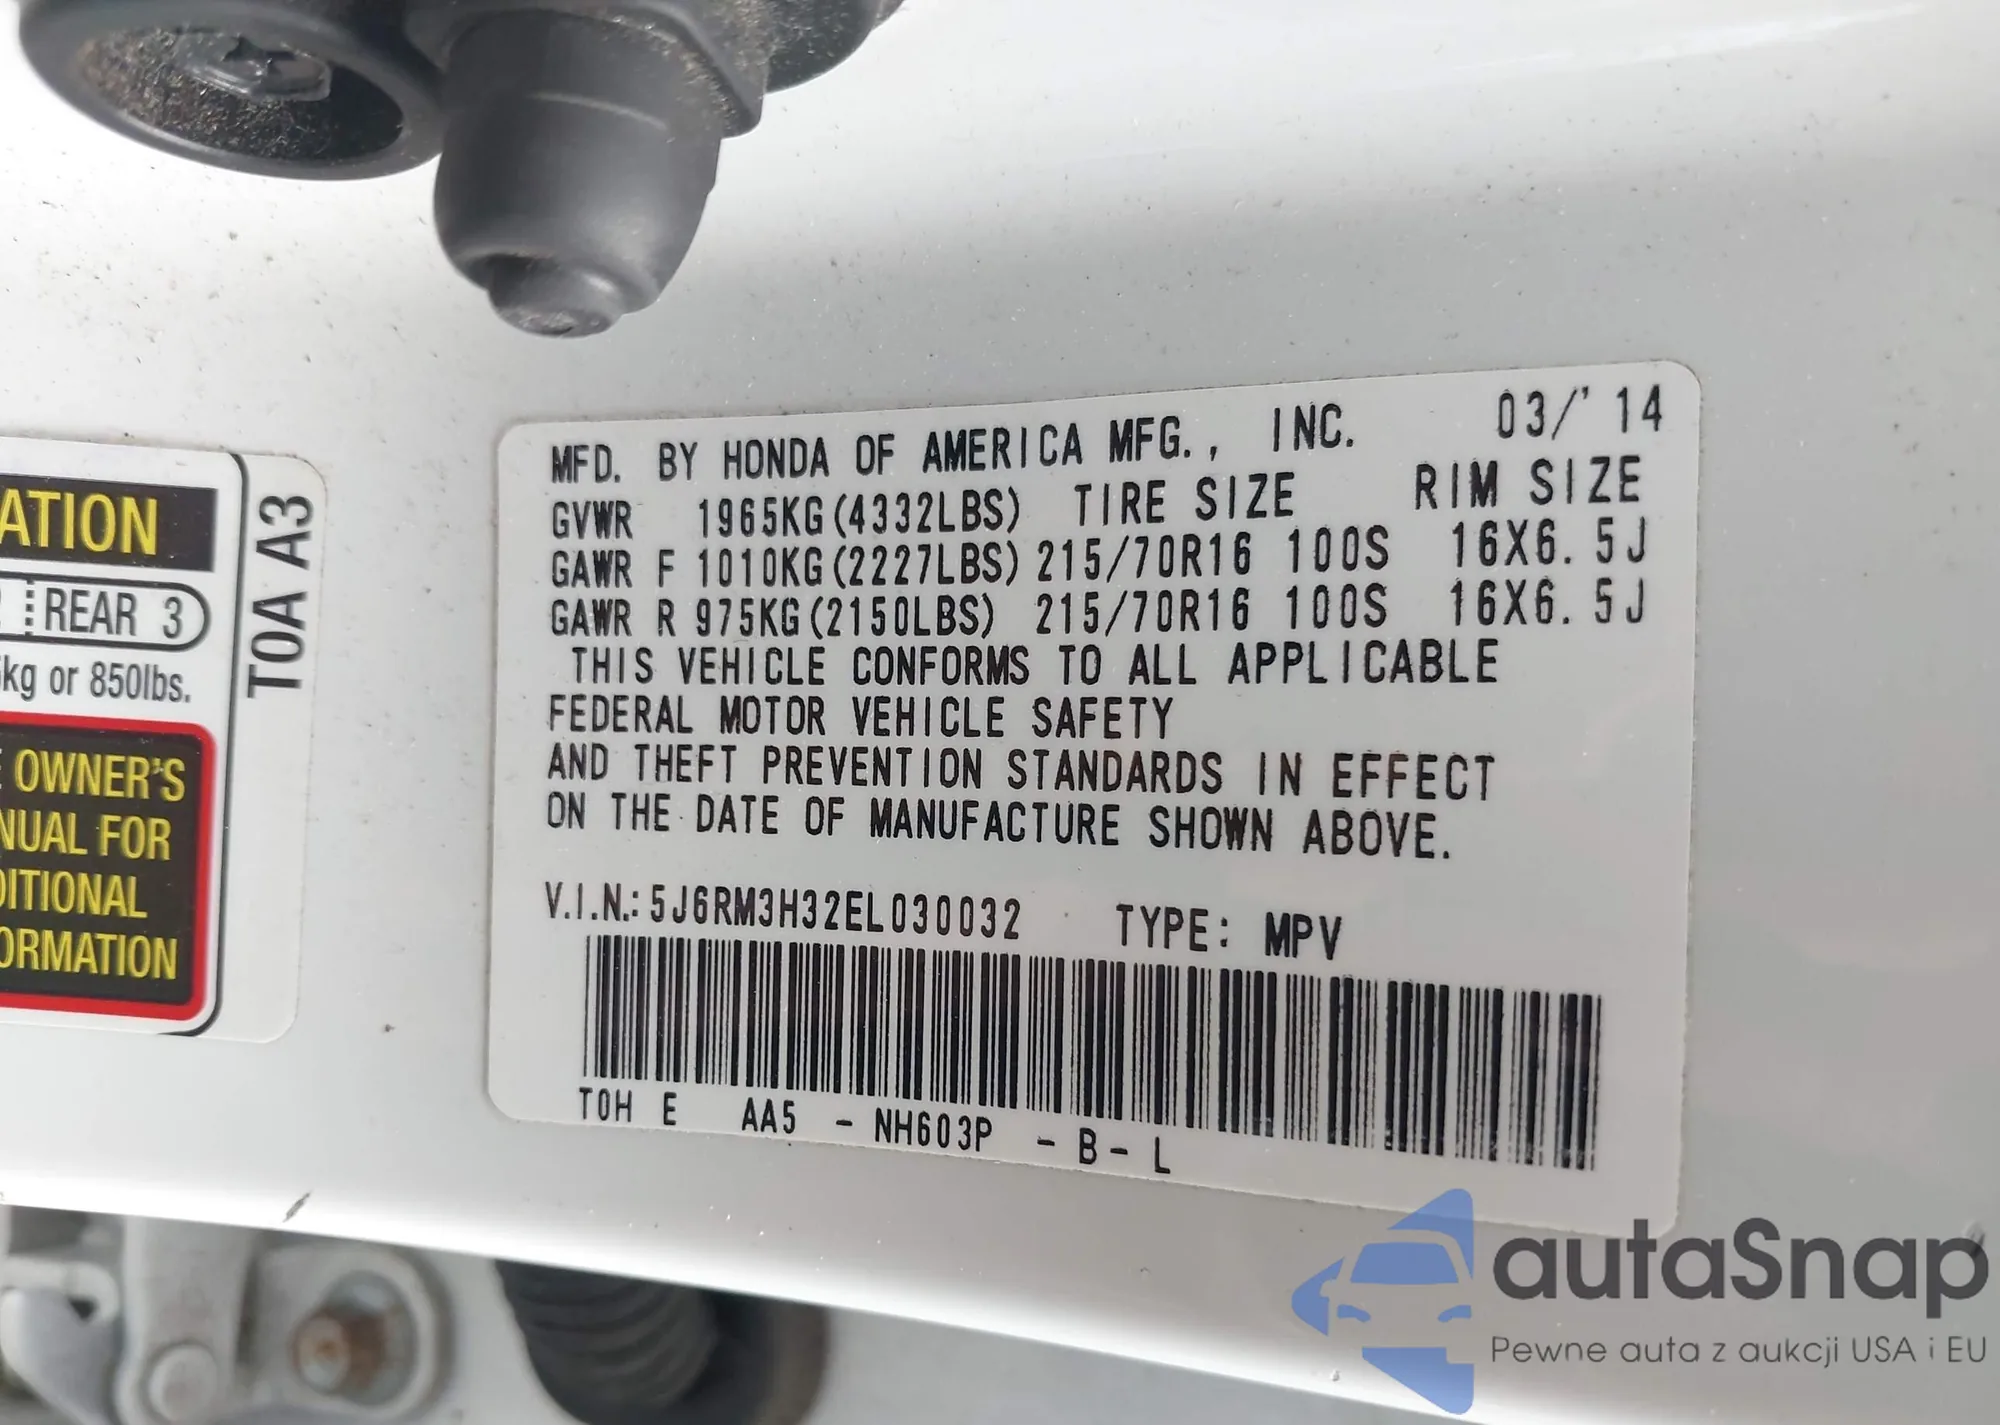 ATION
REAR 3
kg or 850lbs.
OWNER'S
NUAL FOR
DITIONAL
ORMATION
T0A A3
MFD. BY HONDA OF AMERICA MFG., INC. 03/'14
GVWR 1965KG(4332LBS) TIRE SIZE RIM SIZE
GAWR F 1010KG(2227LBS) 215/70R16 100S 16X6.5J
GAWR R 975KG(2150LBS) 215/70R16 100S 16X6.5J
THIS VEHICLE CONFORMS TO ALL APPLICABLE
FEDERAL MOTOR VEHICLE SAFETY
AND THEFT PREVENTION STANDARDS IN EFFECT
ON THE DATE OF MANUFACTURE SHOWN ABOVE.
V.I.N.: 5J6RM3H32EL030032 TYPE: MPV
T0H E AA5 - NH603P - B - L
autaSnap
Pewne auta z aukcji USA i EU